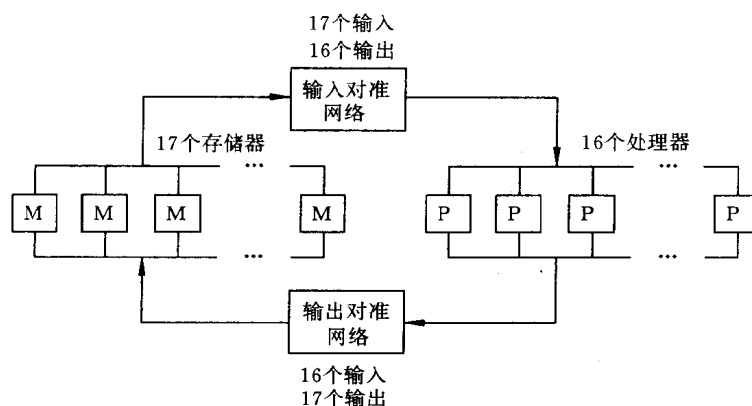 17个输入
16个输出
输入对准
网络
17个存储器
16个处理器
...
...
M
M
M
M
P
P
P
P
...
...
输出对准
网络
16个输入
17个输出